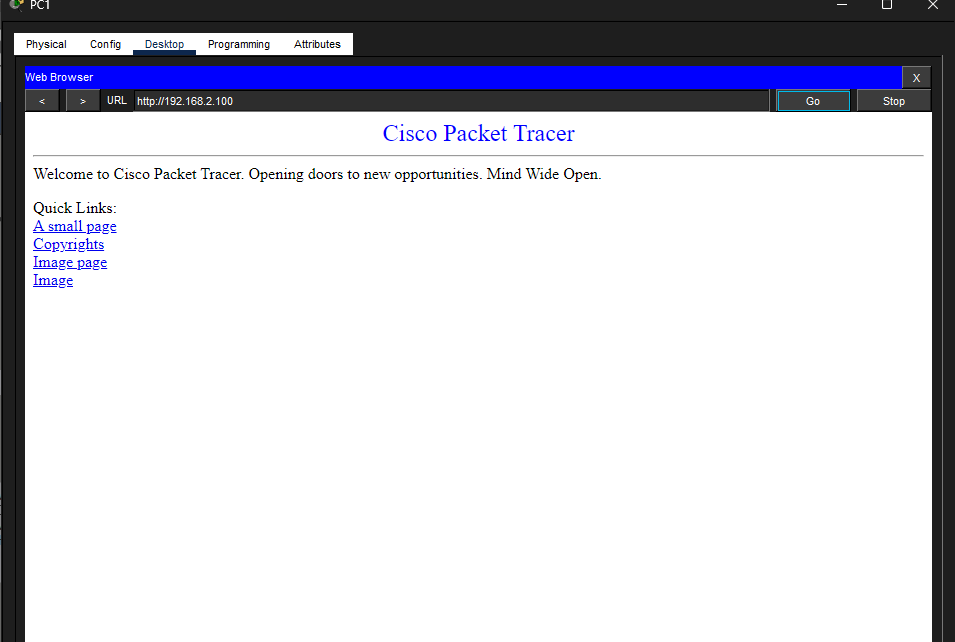 PC1
Physical Config Desktop Programming Attributes
Web Browser X
< > URL http://192.168.2.100 Go Stop
Cisco Packet Tracer
Welcome to Cisco Packet Tracer. Opening doors to new opportunities. Mind Wide Open.
Quick Links:
A small page
Copyrights
Image page
Image